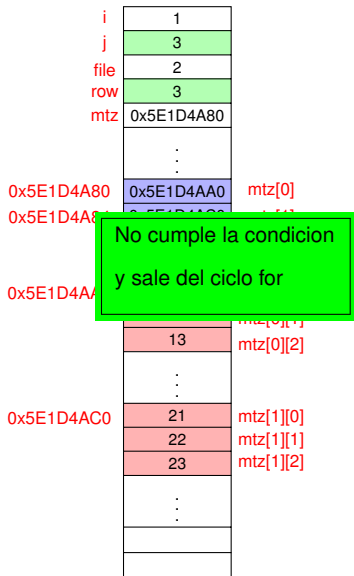 i 1
j 3
file 2
row 3
mtz 0x5E1D4A80
0x5E1D4A80 0x5E1D4AA0 mtz[0]
No cumple la condicion
y sale del ciclo for
13 mtz[0][2]
0x5E1D4AC0 21 mtz[1][0]
22 mtz[1][1]
23 mtz[1][2]